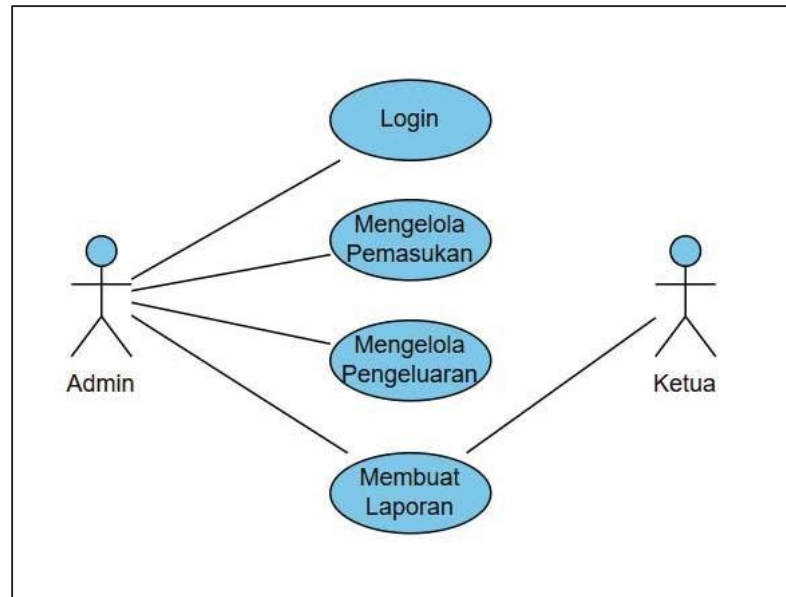 Login
Mengelola
Pemasukan
Mengelola
Pengeluaran
Admin
Ketua
Membuat
Laporan